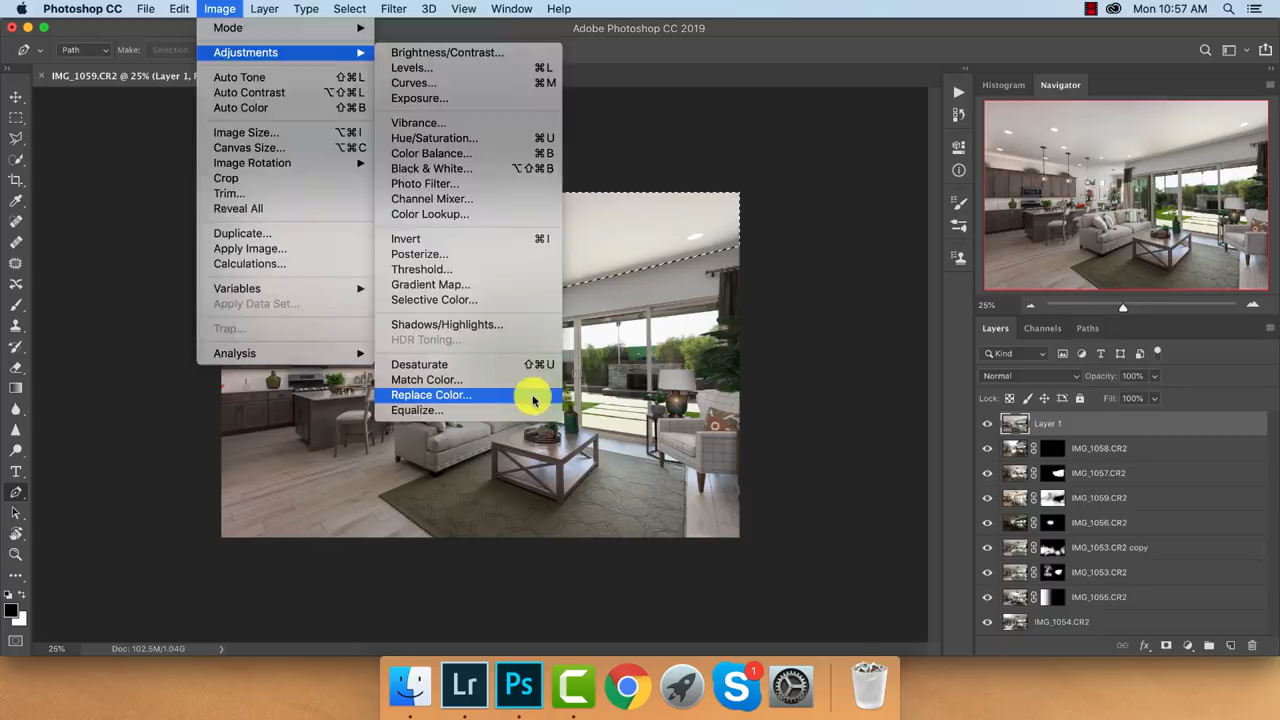 Photoshop CC File Edit Image Layer Type Select Filter 3D View Window Help Mon 10:57 AM
Adobe Photoshop CC 2019
Path Make: Selection
IMG_1059.CR2 @ 25% (Layer 1,
Mode
Adjustments
Auto Tone ⇧⌘L
Auto Contrast ⌥⇧⌘L
Auto Color ⇧⌘B
Image Size... ⌥⌘I
Canvas Size... ⌥⌘C
Image Rotation
Crop
Trim...
Reveal All
Duplicate...
Apply Image...
Calculations...
Variables
Apply Data Set...
Trap...
Analysis
Brightness/Contrast...
Levels... ⌘L
Curves... ⌘M
Exposure...
Vibrance...
Hue/Saturation... ⌘U
Color Balance... ⌘B
Black & White... ⌥⇧⌘B
Photo Filter...
Channel Mixer...
Color Lookup...
Invert ⌘I
Posterize...
Threshold...
Gradient Map...
Selective Color...
Shadows/Highlights...
HDR Toning...
Desaturate ⇧⌘U
Match Color...
Replace Color...
Equalize...
Histogram Navigator
25%
Layers Channels Paths
Kind
Normal Opacity: 100%
Lock: Fill: 100%
Layer 1
IMG_1058.CR2
IMG_1057.CR2
IMG_1059.CR2
IMG_1056.CR2
IMG_1053.CR2 copy
IMG_1053.CR2
IMG_1055.CR2
IMG_1054.CR2
25% Doc: 102.5M/1.04G
Lr Ps C S 1